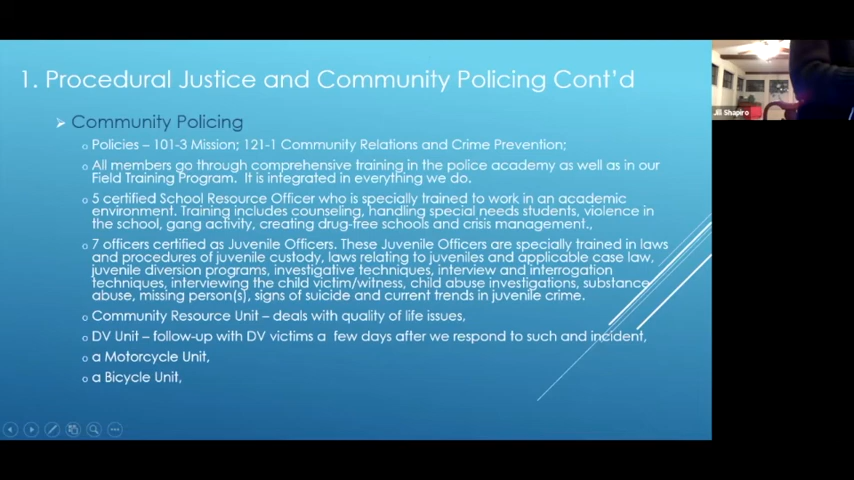 1. Procedural Justice and Community Policing Cont'd
Community Policing
Policies – 101-3 Mission; 121-1 Community Relations and Crime Prevention;
All members go through comprehensive training in the police academy as well as in our
Field Training Program. It is integrated in everything we do.
5 certified School Resource Officer who is specially trained to work in an academic
environment. Training includes counseling, handling special needs students, violence in
the school, gang activity, creating drug-free schools and crisis management.,
7 officers certified as Juvenile Officers. These Juvenile Officers are specially trained in laws
and procedures of juvenile custody, laws relating to juveniles and applicable case law,
juvenile diversion programs, investigative techniques, interview and interrogation
techniques, interviewing the child victim/witness, child abuse investigations, substance
abuse, missing person(s), signs of suicide and current trends in juvenile crime.
Community Resource Unit – deals with quality of life issues,
DV Unit – follow-up with DV victims a few days after we respond to such and incident,
a Motorcycle Unit,
a Bicycle Unit,
Jill Shapiro